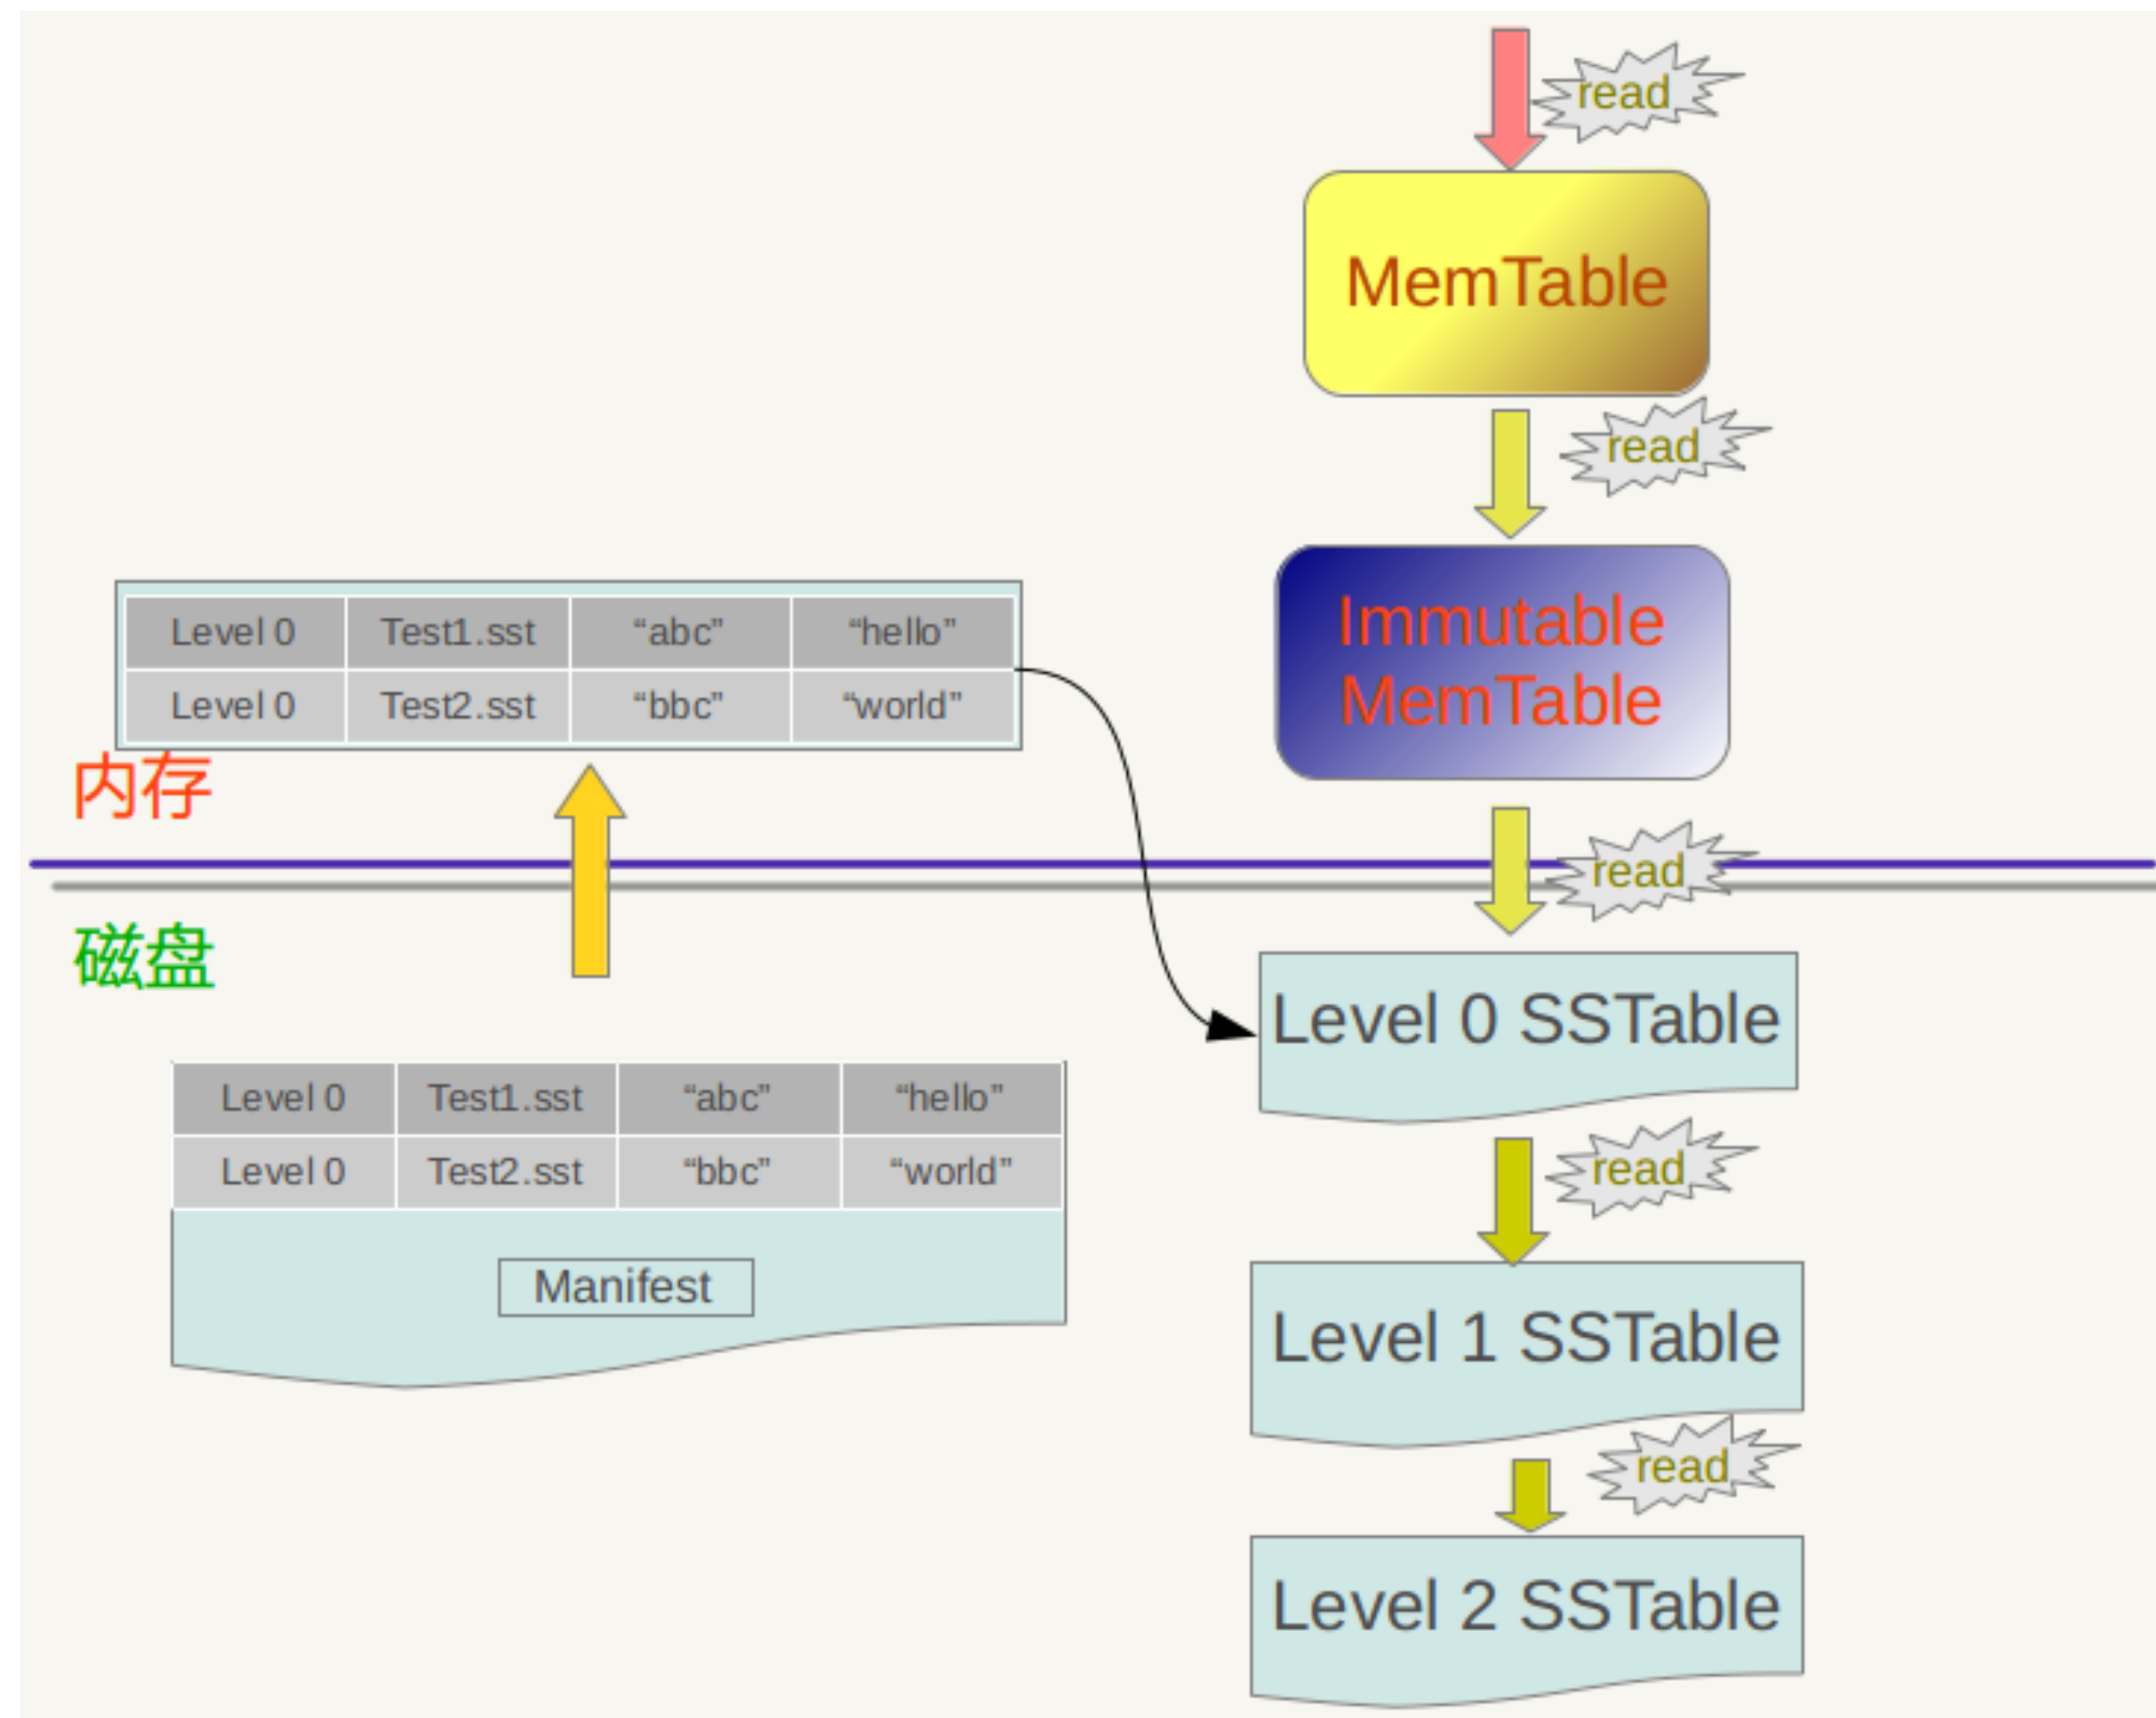 read
MemTable
read
Immutable
MemTable
Level 0 Test1.sst “abc” “hello”
Level 0 Test2.sst “bbc” “world”
内存
read
磁盘
Level 0 SSTable
Level 0 Test1.sst “abc” “hello”
Level 0 Test2.sst “bbc” “world”
Manifest
read
Level 1 SSTable
read
Level 2 SSTable